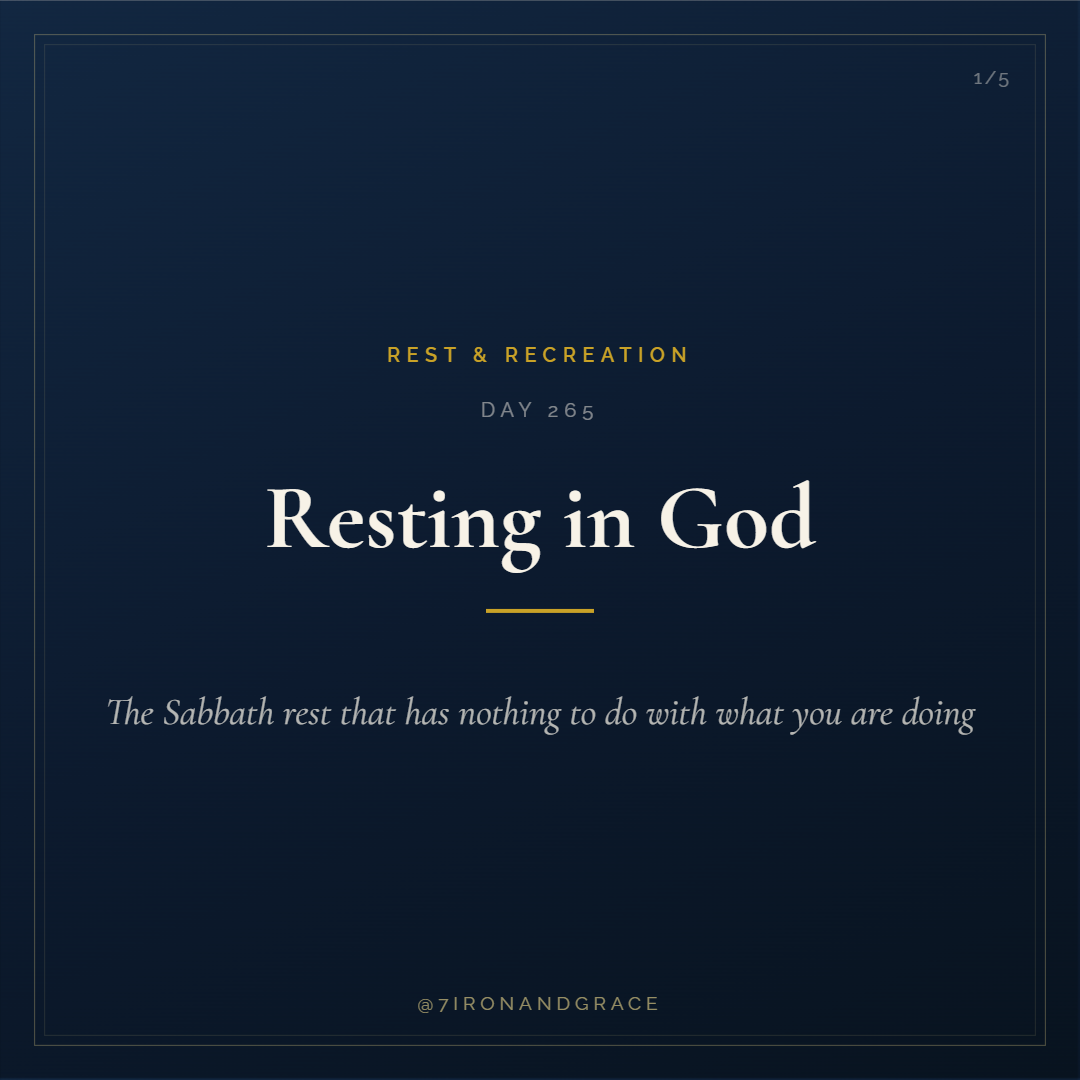 1/5
REST & RECREATION
DAY 265
Resting in God
The Sabbath rest that has nothing to do with what you are doing
@7IRONANDGRACE